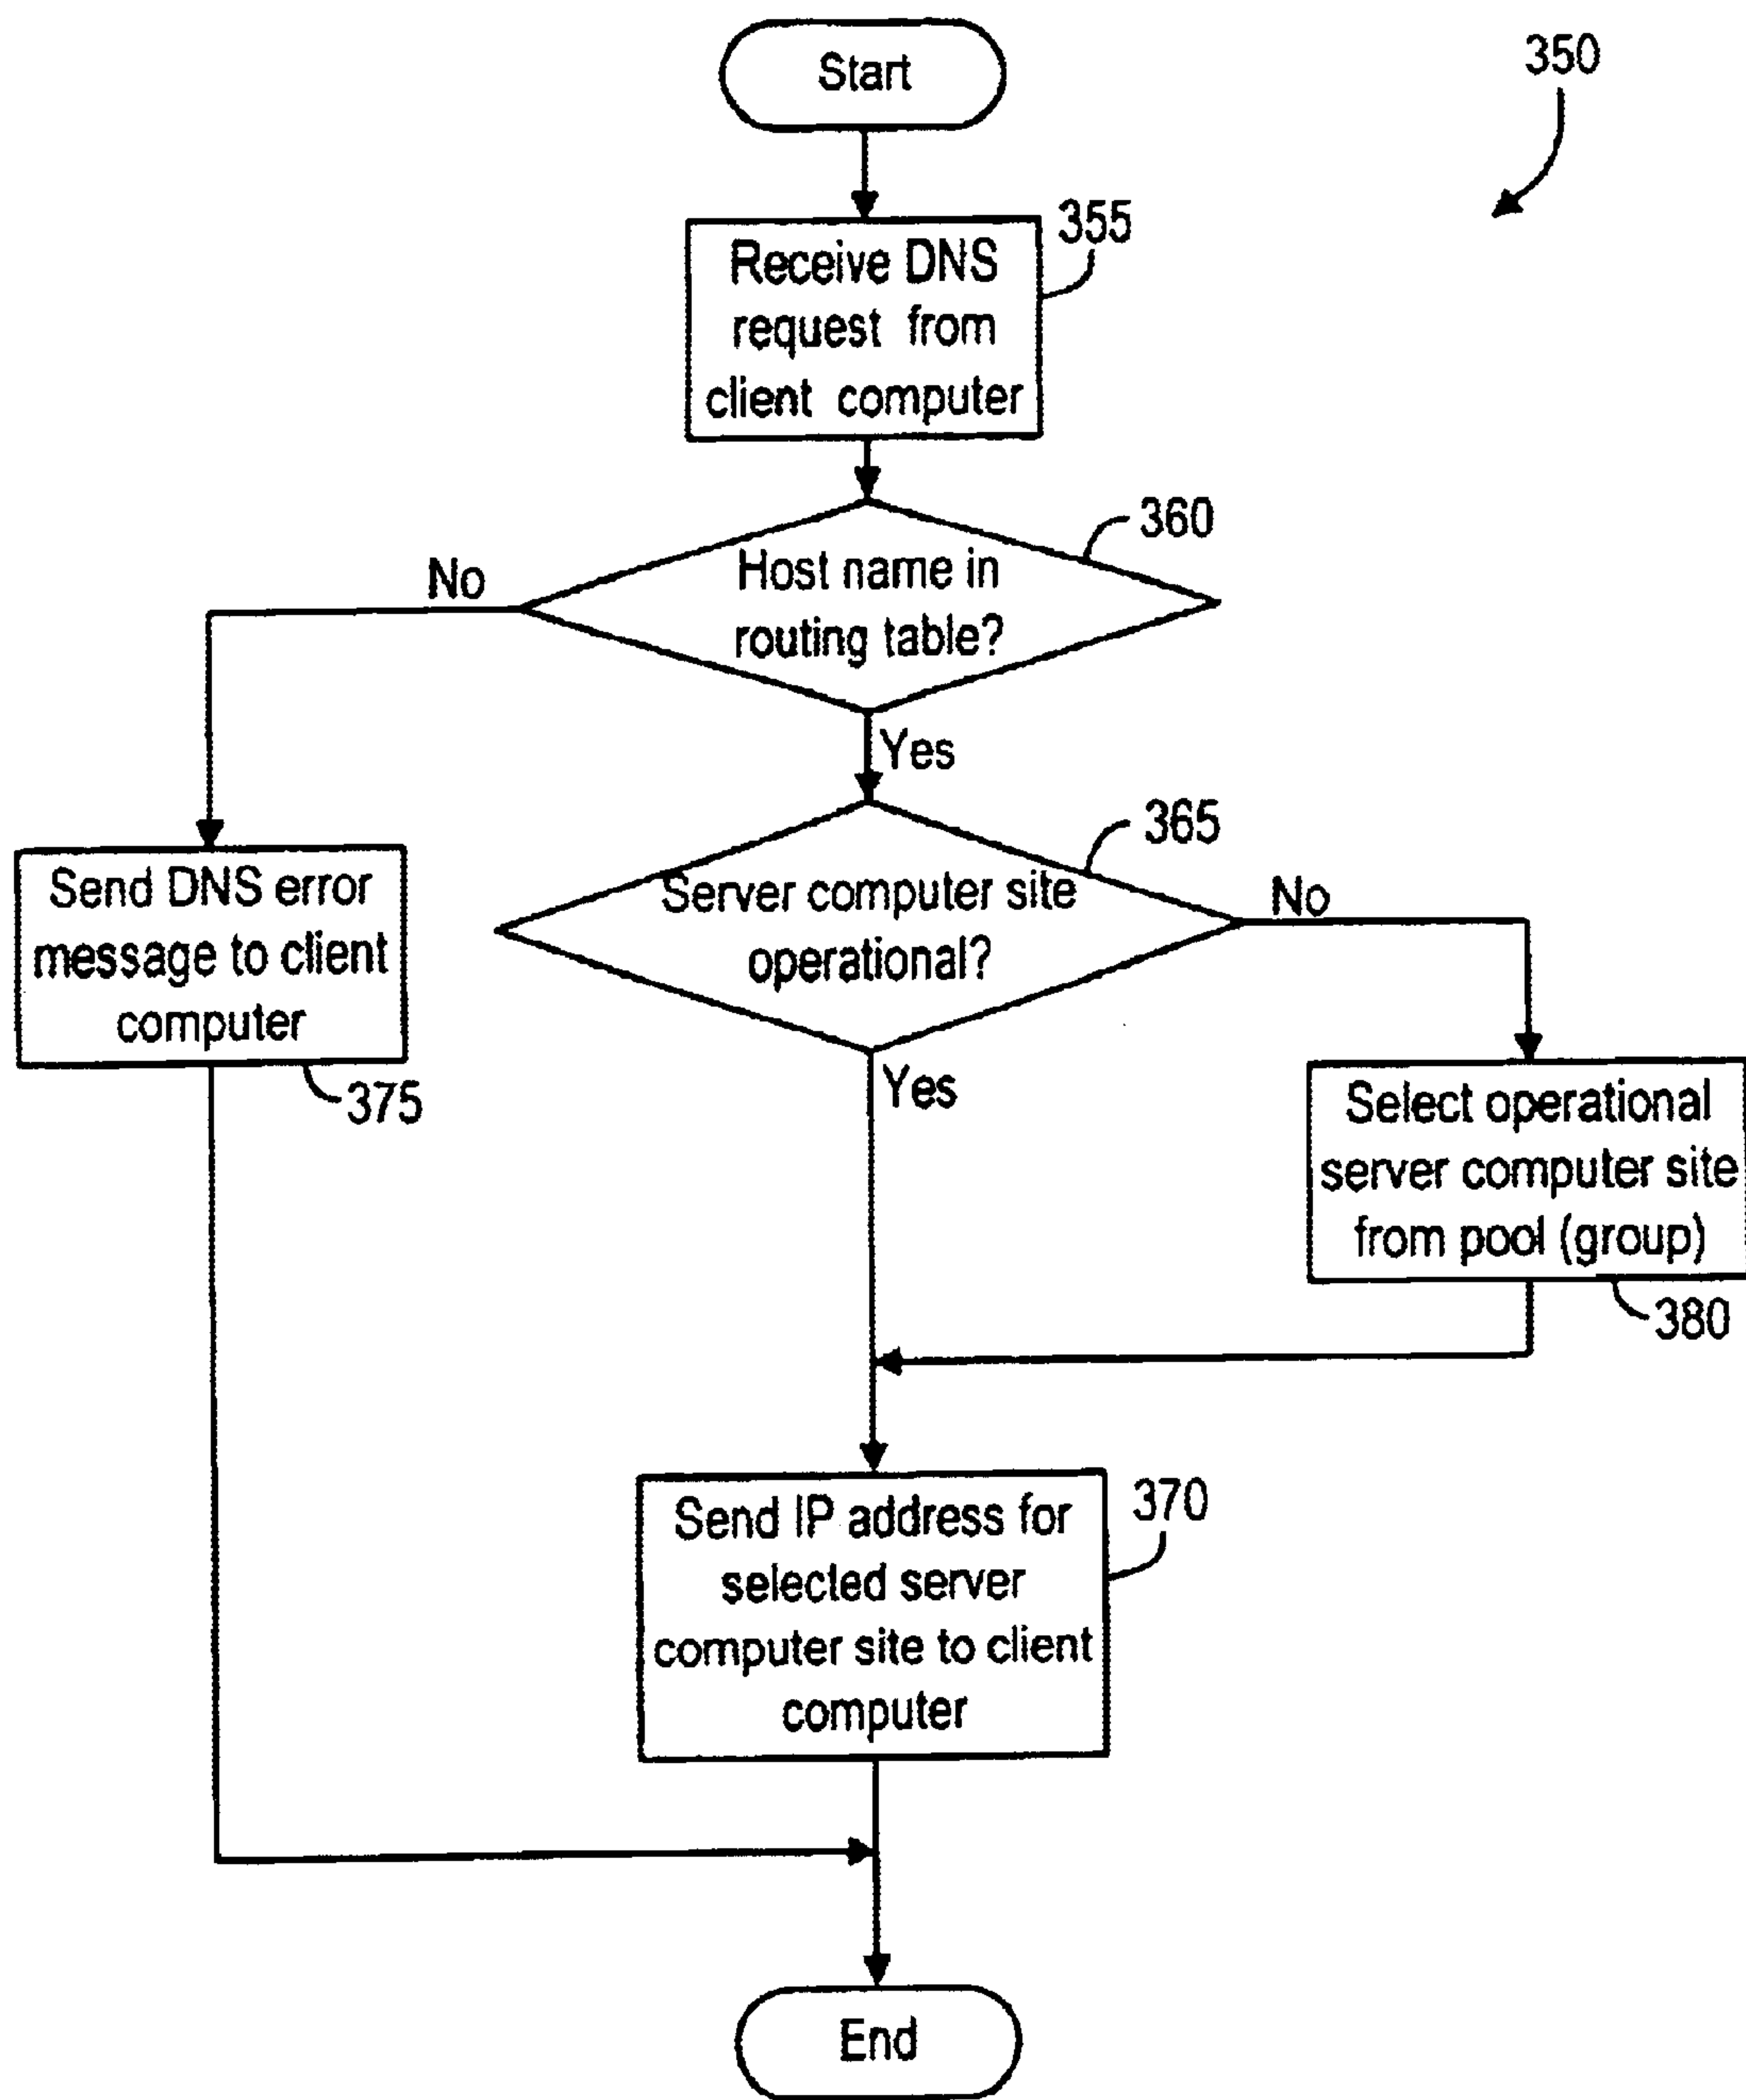 Start
350
355
Receive DNS
request from
client computer
360
Host name in
routing table?
No
Yes
365
Server computer site
operational?
No
Yes
Send DNS error
message to client
computer
375
Select operational
server computer site
from pool (group)
380
370
Send IP address for
selected server
computer site to client
computer
End